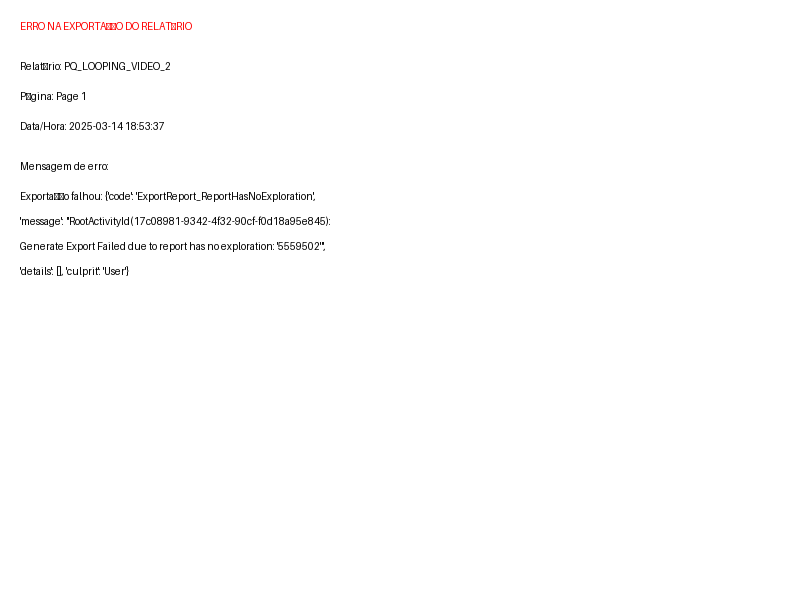 ERRO NA EXPORTA▯▯O DO RELAT▯RIO
Relat▯rio: PQ_LOOPING_VIDEO_2
P▯gina: Page 1
Data/Hora: 2025-03-14 18:53:37
Mensagem de erro:
Exporta▯▯o falhou: {'code': 'ExportReport_ReportHasNoExploration',
'message': "RootActivityId(17c08981-9342-4f32-90cf-f0d18a95e845):
Generate Export Failed due to report has no exploration: '5559502'",
'details': [], 'culprit': 'User'}